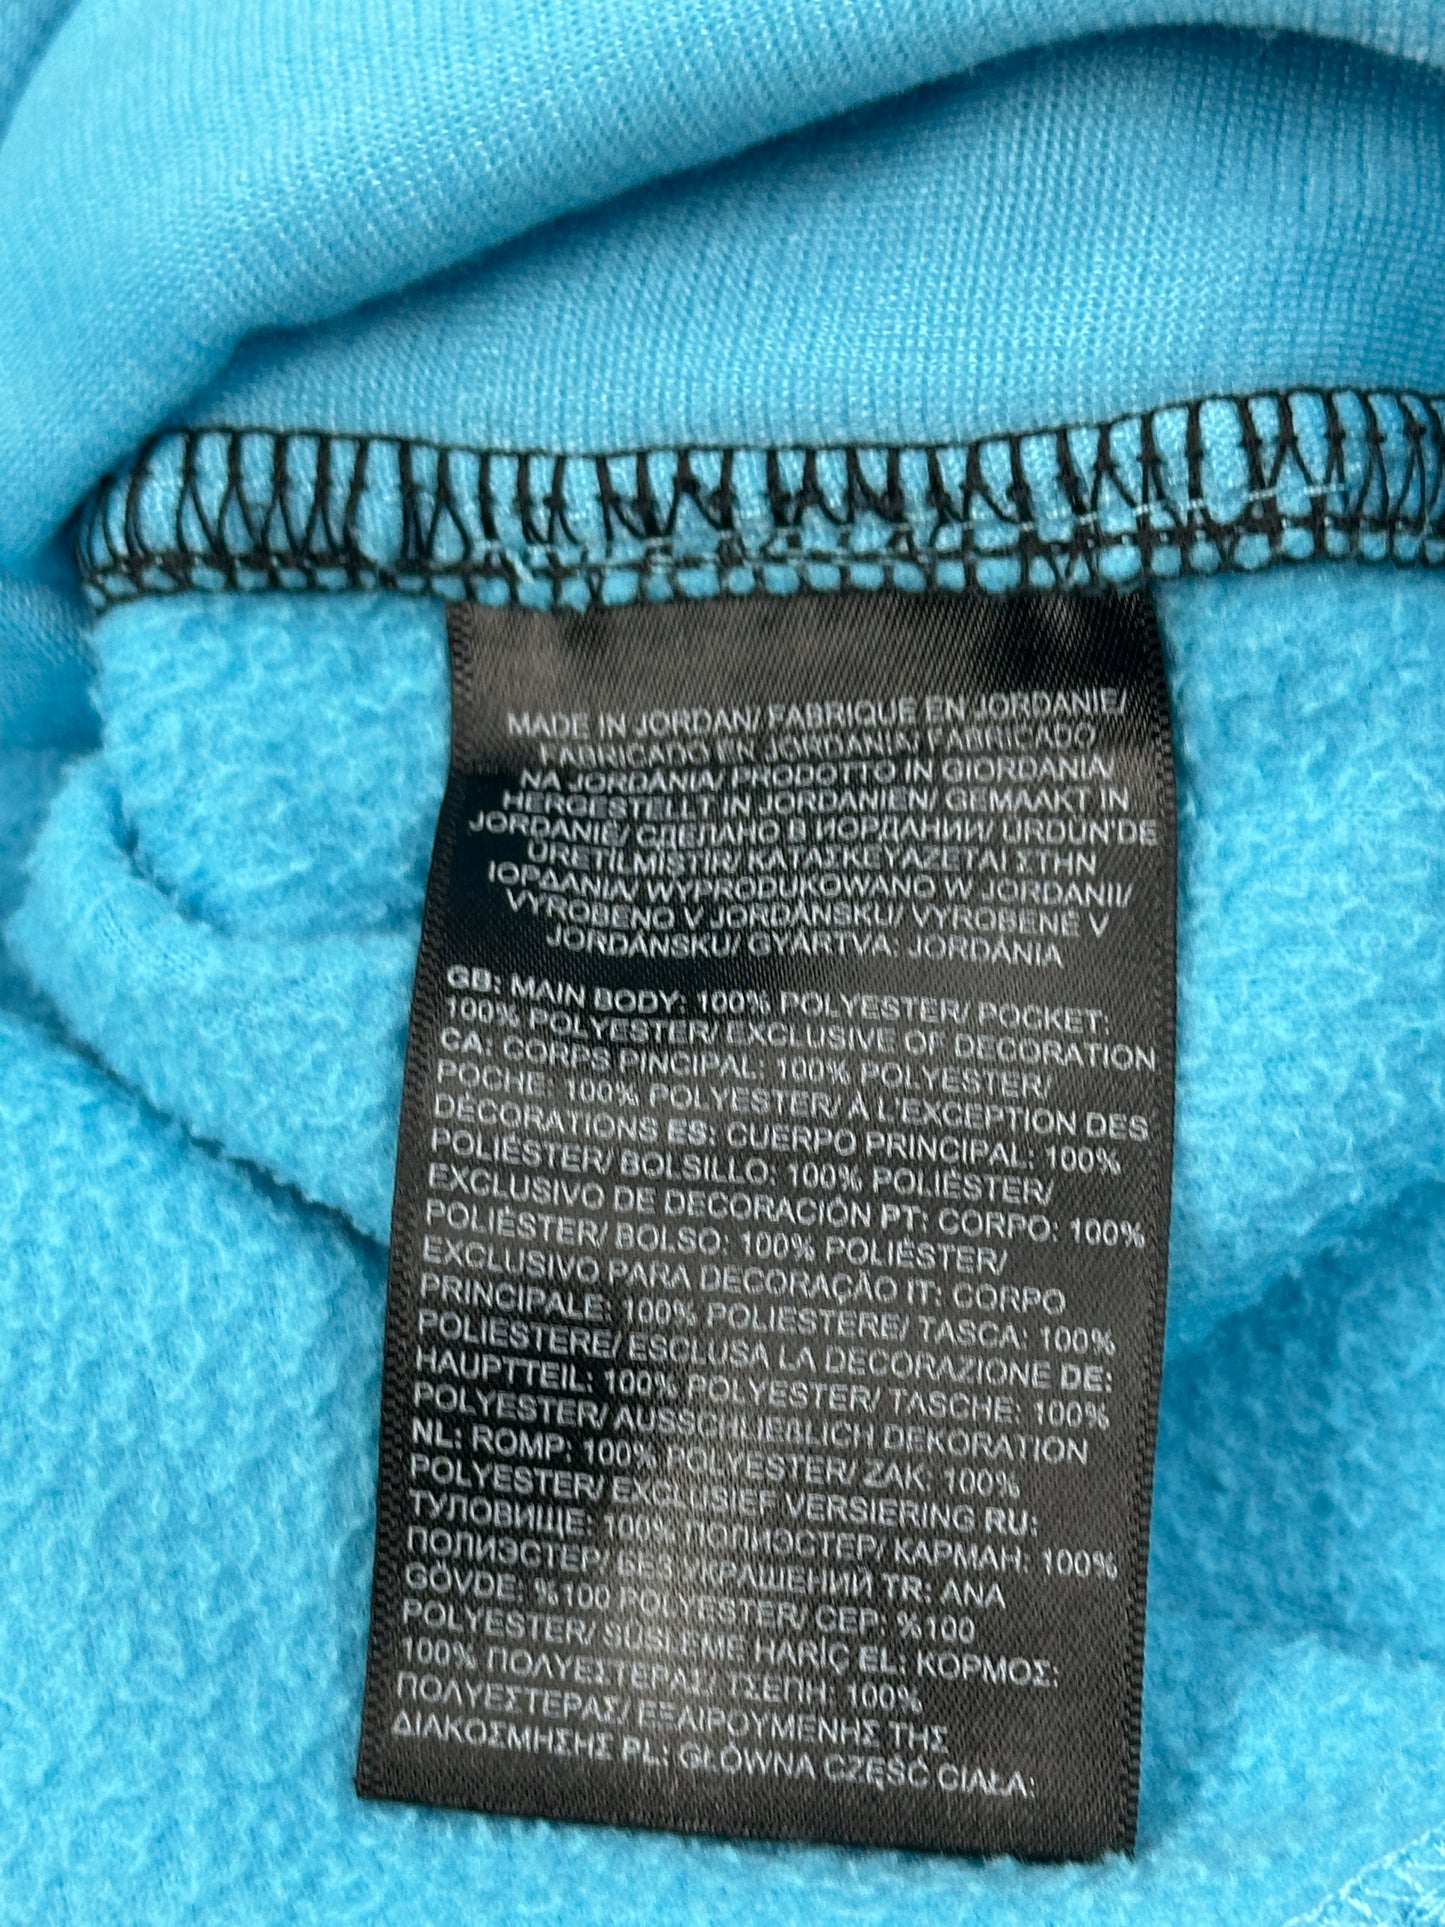 MADE IN JORDAN/ FABRIQUÉ EN JORDANIE/
FABRICADO EN JORDANIA/ FABRICADO
NA JORDÂNIA/ PRODOTTO IN GIORDANIA/
HERGESTELLT IN JORDANIEN/ GEMAAKT IN
JORDANIË/ СДЕЛАНО В ИОРДАНИИ/ ÜRDÜN'DE
ÜRETİLMİŞTİR/ ΚΑΤΑΣΚΕΥΑΖΕΤΑΙ ΣΤΗΝ
ΙΟΡΔΑΝΙΑ/ WYPRODUKOWANO W JORDANII/
VYROBENO V JORDÁNSKU/ VYROBENÉ V
JORDÁNSKU/ GYÁRTVA: JORDÁNIA
GB: MAIN BODY: 100% POLYESTER/ POCKET:
100% POLYESTER/ EXCLUSIVE OF DECORATION
CA: CORPS PINCIPAL: 100% POLYESTER/
POCHE: 100% POLYESTER/ À L'EXCEPTION DES
DÉCORATIONS ES: CUERPO PRINCIPAL: 100%
POLIÉSTER/ BOLSILLO: 100% POLIÉSTER/
EXCLUSIVO DE DECORACIÓN PT: CORPO: 100%
POLIÉSTER/ BOLSO: 100% POLIÉSTER/
EXCLUSIVO PARA DECORAÇÃO IT: CORPO
PRINCIPALE: 100% POLIESTERE/ TASCA: 100%
POLIESTERE/ ESCLUSA LA DECORAZIONE DE:
HAUPTTEIL: 100% POLYESTER/ TASCHE: 100%
POLYESTER/ AUSSCHLIEBLICH DEKORATION
NL: ROMP: 100% POLYESTER/ ZAK: 100%
POLYESTER/ EXCLUSIEF VERSIERING RU:
ТУЛОВИЩЕ: 100% ПОЛИЭСТЕР/ КАРМАН: 100%
ПОЛИЭСТЕР/ БЕЗ УКРАШЕНИЙ TR: ANA
GÖVDE: %100 POLYESTER/ CEP: %100
POLYESTER/ SÜSLEME HARİÇ EL: ΚΟΡΜΟΣ:
100% ΠΟΛΥΕΣΤΕΡΑΣ/ ΤΣΕΠΗ: 100%
ΠΟΛΥΕΣΤΕΡΑΣ/ ΕΞΑΙΡΟΥΜΕΝΗΣ ΤΗΣ
ΔΙΑΚΟΣΜΗΣΗΣ PL: GŁÓWNA CZĘŚĆ CIAŁA: